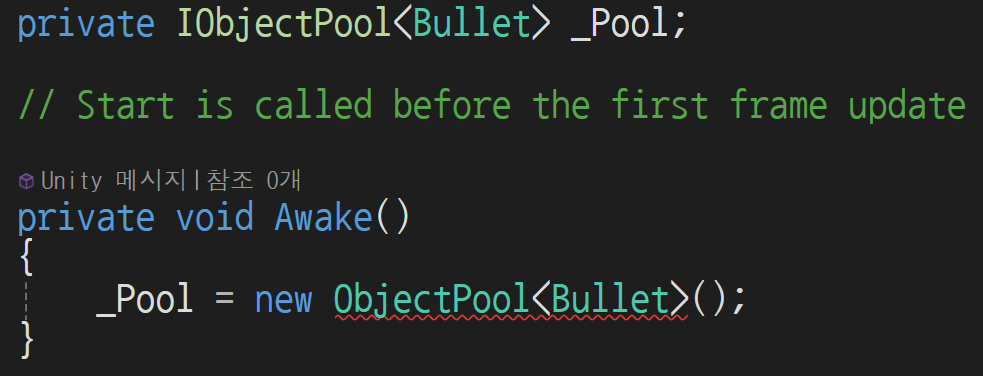 private IObjectPool<Bullet> _Pool;
// Start is called before the first frame update
Unity 메시지|참조 0개
private void Awake()
{
_Pool = new ObjectPool<Bullet>();
}